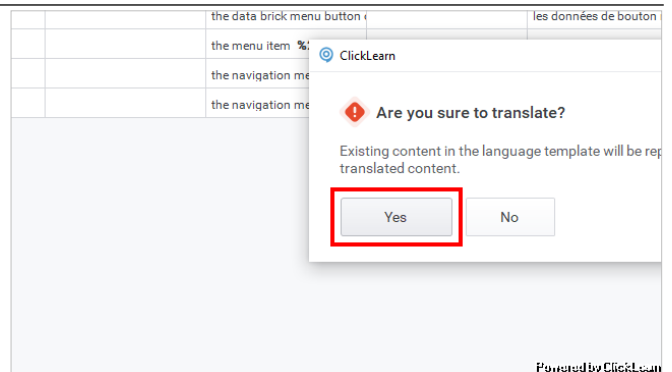 the data brick menu button
les données de bouton
the menu item %
the navigation me
the navigation me
ClickLearn
Are you sure to translate?
Existing content in the language template will be rep
translated content.
Yes
No
Powered by ClickLearn